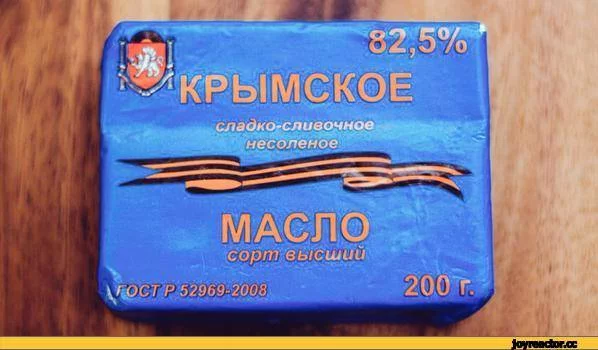 82,5%
КРЫМСКОЕ
сладко-сливочное
несоленое
МАСЛО
сорт высший
ГОСТ Р 52969-2008
200 г.
joyreactor.cc